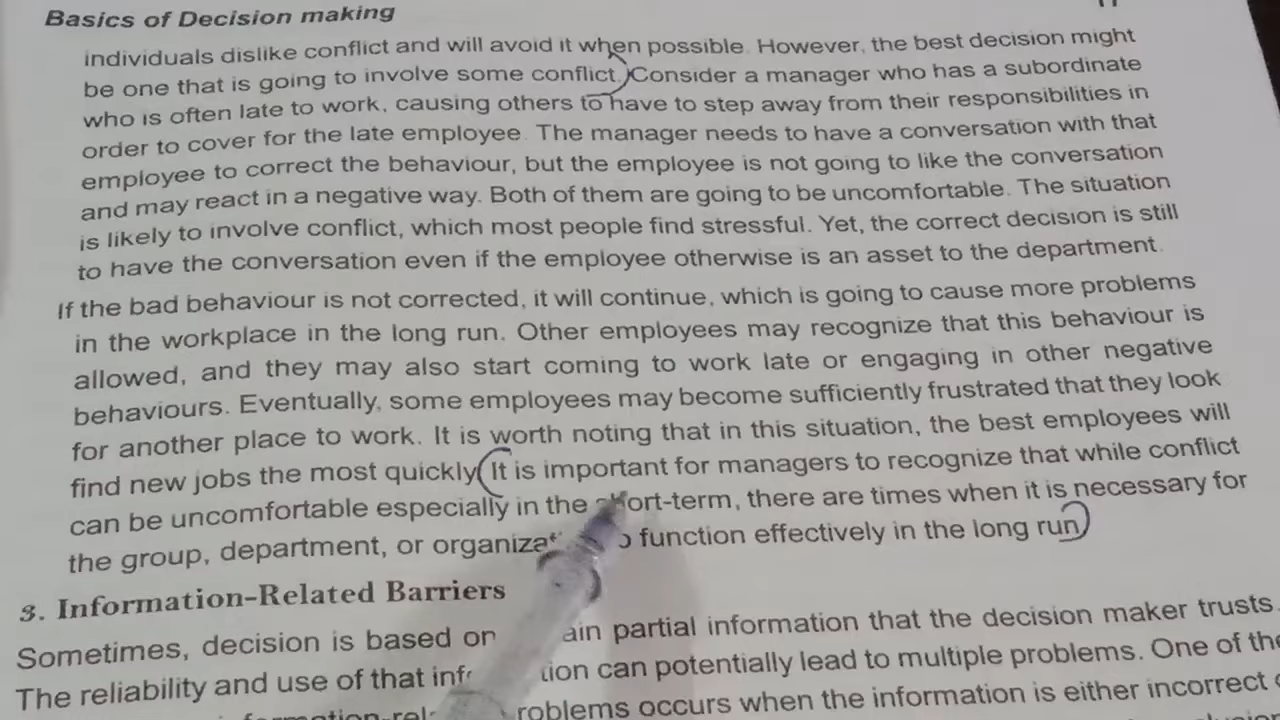 Basics of Decision making
individuals dislike conflict and will avoid it when possible. However, the best decision might
be one that is going to involve some conflict. Consider a manager who has a subordinate
who is often late to work, causing others to have to step away from their responsibilities in
order to cover for the late employee. The manager needs to have a conversation with that
employee to correct the behaviour, but the employee is not going to like the conversation
and may react in a negative way. Both of them are going to be uncomfortable. The situation
is likely to involve conflict, which most people find stressful. Yet, the correct decision is still
to have the conversation even if the employee otherwise is an asset to the department.
If the bad behaviour is not corrected, it will continue, which is going to cause more problems
in the workplace in the long run. Other employees may recognize that this behaviour is
allowed, and they may also start coming to work late or engaging in other negative
behaviours. Eventually, some employees may become sufficiently frustrated that they look
for another place to work. It is worth noting that in this situation, the best employees will
find new jobs the most quickly. It is important for managers to recognize that while conflict
can be uncomfortable especially in the short-term, there are times when it is necessary for
the group, department, or function effectively in the long run
3. Information-Related Barriers
Sometimes, decision is based on partial information that the decision maker trusts.
The reliability and use of that can potentially lead to multiple problems. One of the
occurs when the information is either incorrect